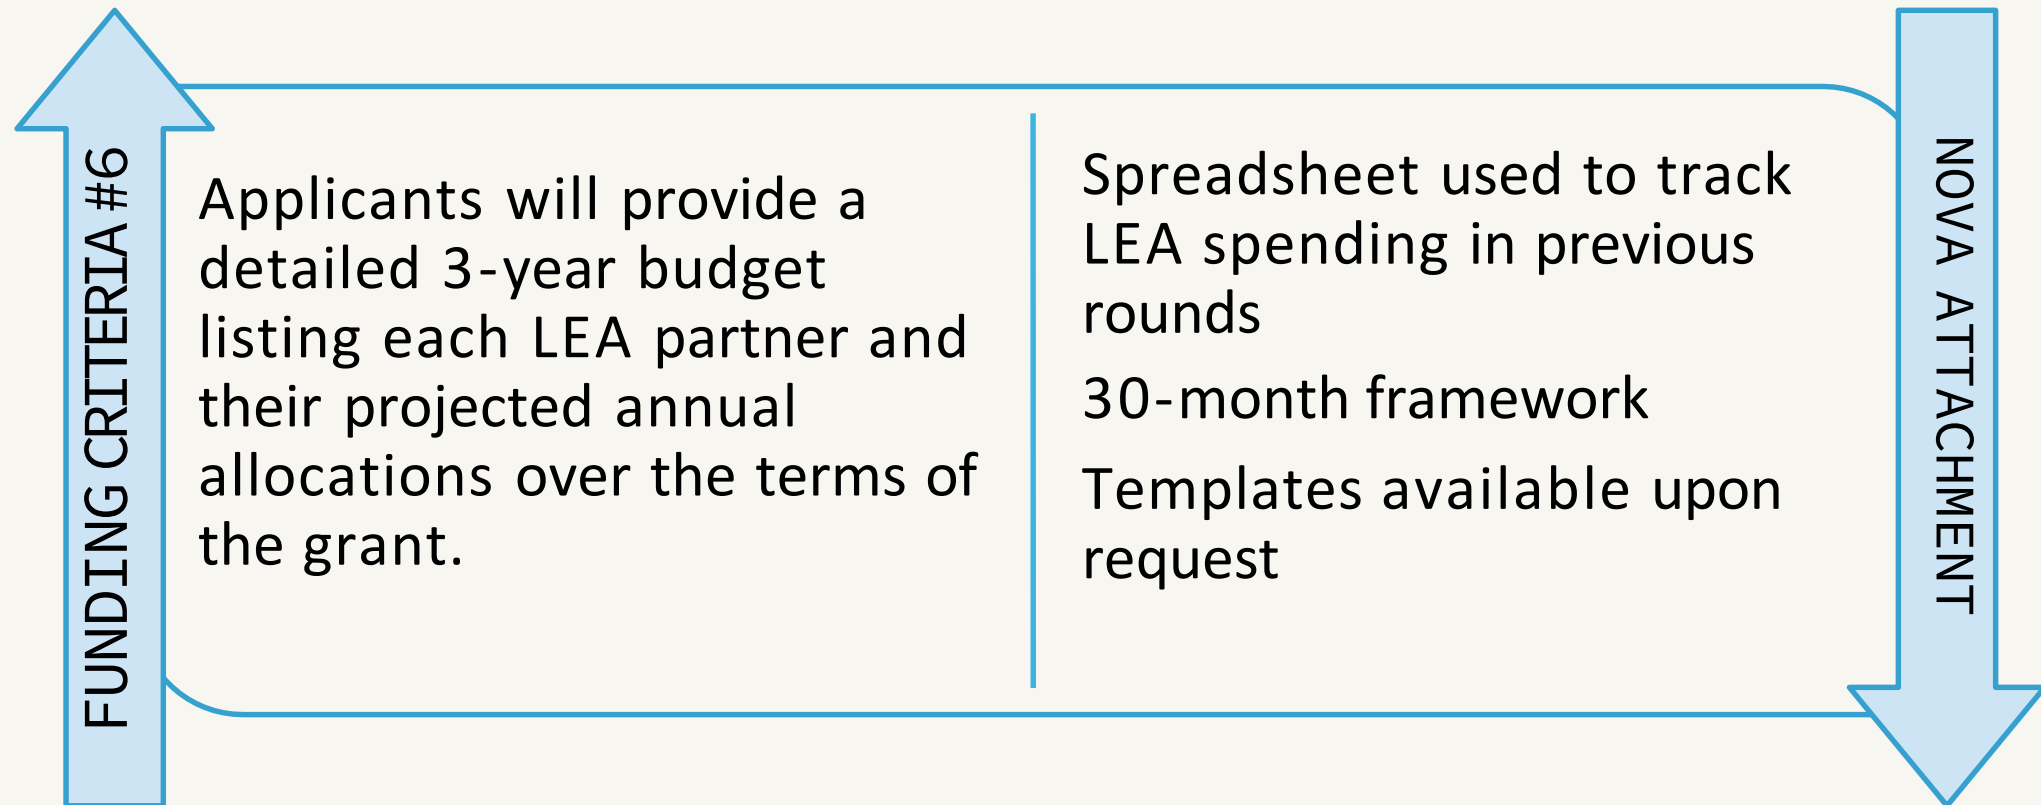 FUNDING CRITERIA #6
Applicants will provide a
detailed 3-year budget
listing each LEA partner and
their projected annual
allocations over the terms of
the grant.
Spreadsheet used to track
LEA spending in previous
rounds
30-month framework
Templates available upon
request
NOVA ATTACHMENT